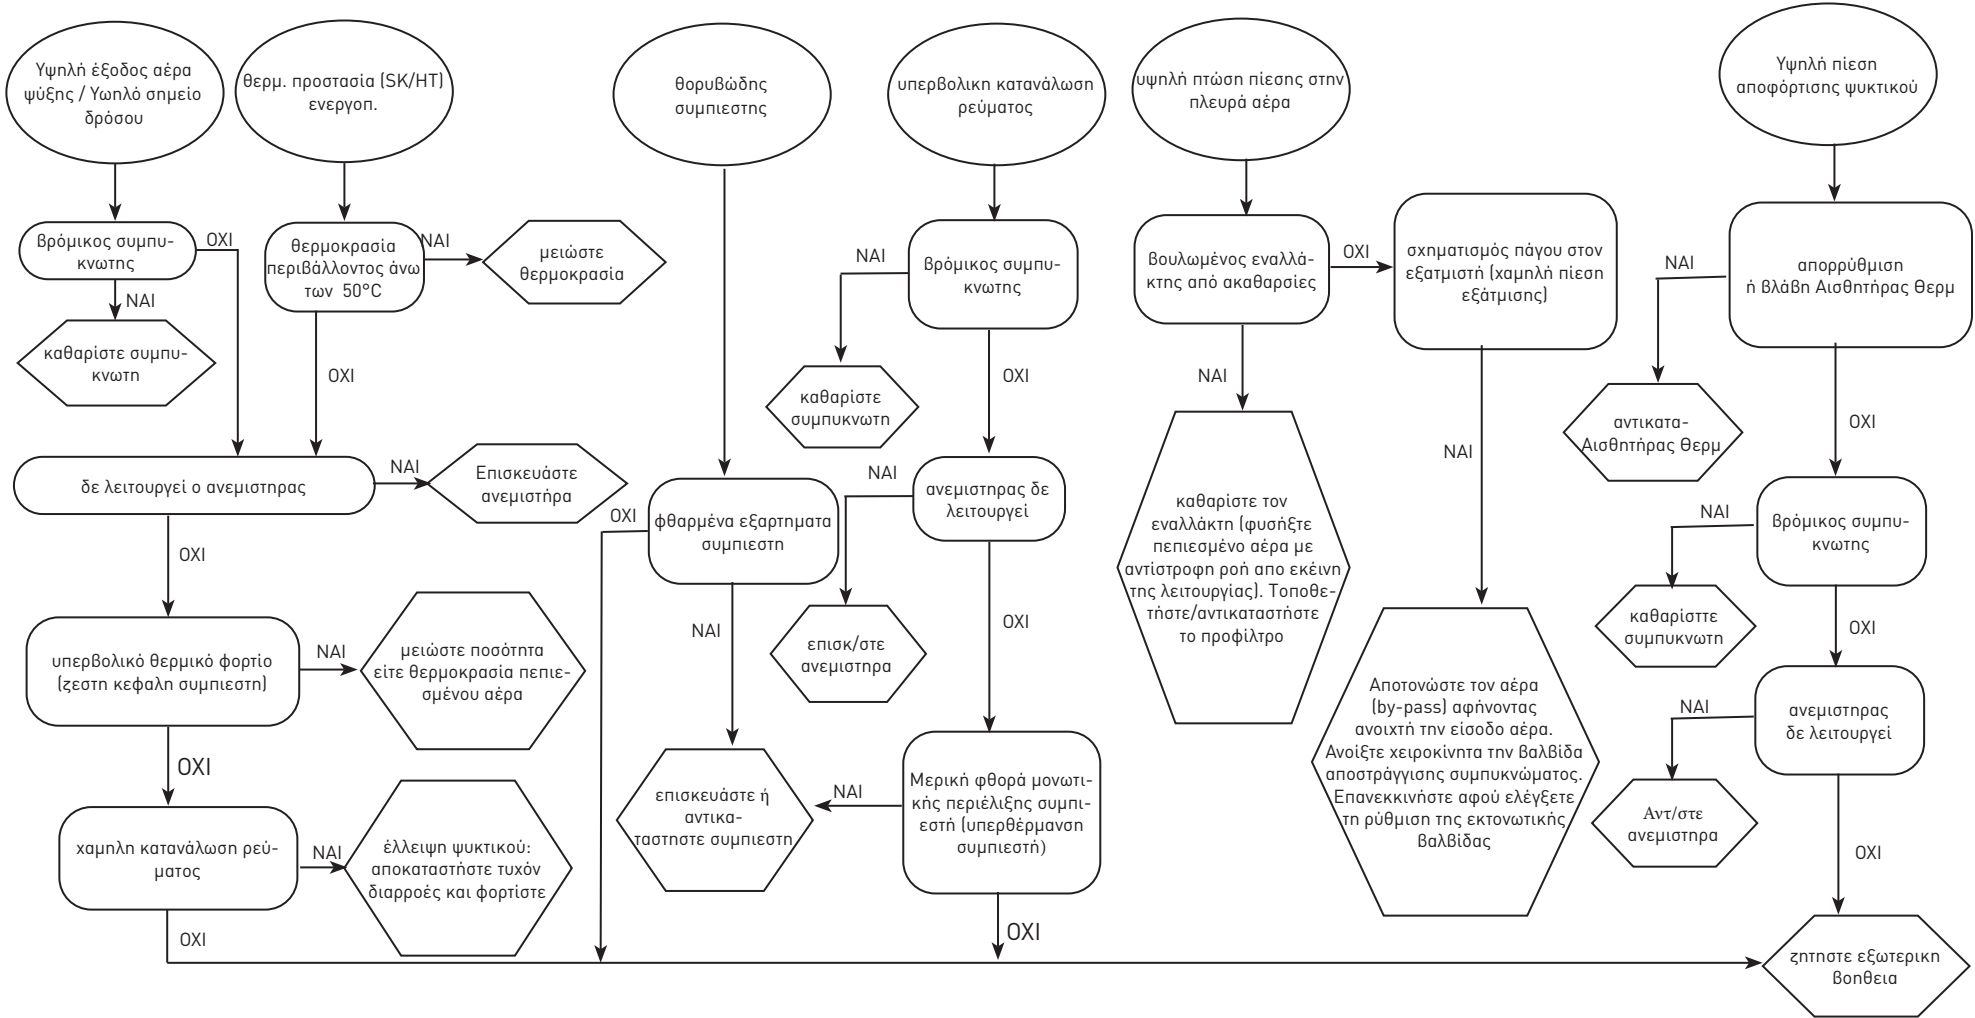 Υψηλή έξοδος αέρα
ψύξης / Υωηλό σημείο
δρόσου
θερμ. προστασία (SK/HT)
ενεργοπ.
θορυβώδης
συμπιεστης
υπερβολικη κατανάλωση
ρεύματος
υψηλή πτώση πίεσης στην
πλευρά αέρα
Υψηλή πίεση
αποφόρτισης ψυκτικού
βρόμικος συμπυ-
κνωτης
ΟΧΙ
ΝΑΙ
καθαρίστε συμπυ-
κνωτη
θερμοκρασία
περιβάλλοντος άνω
των 50°C
ΝΑΙ
μειώστε
θερμοκρασία
ΟΧΙ
δε λειτουργεί ο ανεμιστηρας
ΝΑΙ
Επισκευάστε
ανεμιστήρα
ΟΧΙ
υπερβολικό θερμικό φορτίο
(ζεστη κεφαλη συμπιεστη)
ΝΑΙ
μειώστε ποσότητα
είτε θερμοκρασία πεπιε-
σμένου αέρα
ΟΧΙ
χαμηλη κατανάλωση ρεύ-
ματος
ΝΑΙ
έλλειψη ψυκτικού:
αποκαταστήστε τυχόν
διαρροές και φορτίστε
ΟΧΙ
φθαρμένα εξαρτηματα
συμπιεστη
ΟΧΙ
ΝΑΙ
επισκευάστε ή
αντικα-
ταστηστε συμπιεστη
βρόμικος συμπυ-
κνωτης
ΝΑΙ
καθαρίστε
συμπυκνωτη
ΟΧΙ
ανεμιστηρας δε
λειτουργεί
ΝΑΙ
επισκ/στε
ανεμιστηρα
ΟΧΙ
Μερική φθορά μονωτι-
κής περιέλιξης συμπι-
εστή (υπερθέρμανση
συμπιεστή)
ΝΑΙ
ΟΧΙ
βουλωμένος εναλλά-
κτης από ακαθαρσίες
ΟΧΙ
ΝΑΙ
καθαρίστε τον
εναλλάκτη (φυσήξτε
πεπιεσμένο αέρα με
αντίστροφη ροή απο εκέινη
της λειτουργίας). Τοποθε-
τήστε/αντικαταστήστε
το προφίλτρο
σχηματισμός πάγου στον
εξατμιστή (χαμηλή πίεση
εξάτμισης)
ΝΑΙ
Αποτονώστε τον αέρα
(by-pass) αφήνοντας
ανοιχτή την είσοδο αέρα.
Ανοίξτε χειροκίνητα την βαλβίδα
αποστράγγισης συμπυκνώματος.
Επανεκκινήστε αφού ελέγξετε
τη ρύθμιση της εκτονωτικής
βαλβίδας
απορρύθμιση
ή βλάβη Αισθητήρας Θερμ
ΝΑΙ
αντικατα-
Αισθητήρας Θερμ
ΟΧΙ
βρόμικος συμπυ-
κνωτης
ΝΑΙ
καθαρίσττε
συμπυκνωτη
ΟΧΙ
ανεμιστηρας
δε λειτουργεί
ΝΑΙ
Αντ/στε
ανεμιστηρα
ΟΧΙ
ζητηστε εξωτερικη
βοηθεια